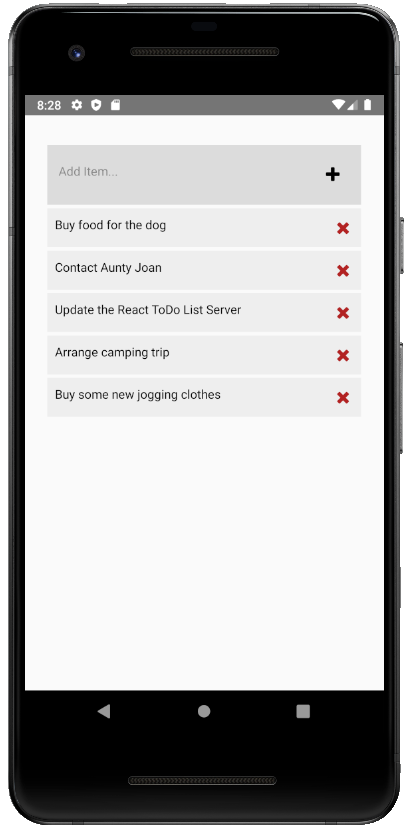 8:28
Add Item...
Buy food for the dog
Contact Aunty Joan
Update the React ToDo List Server
Arrange camping trip
Buy some new jogging clothes